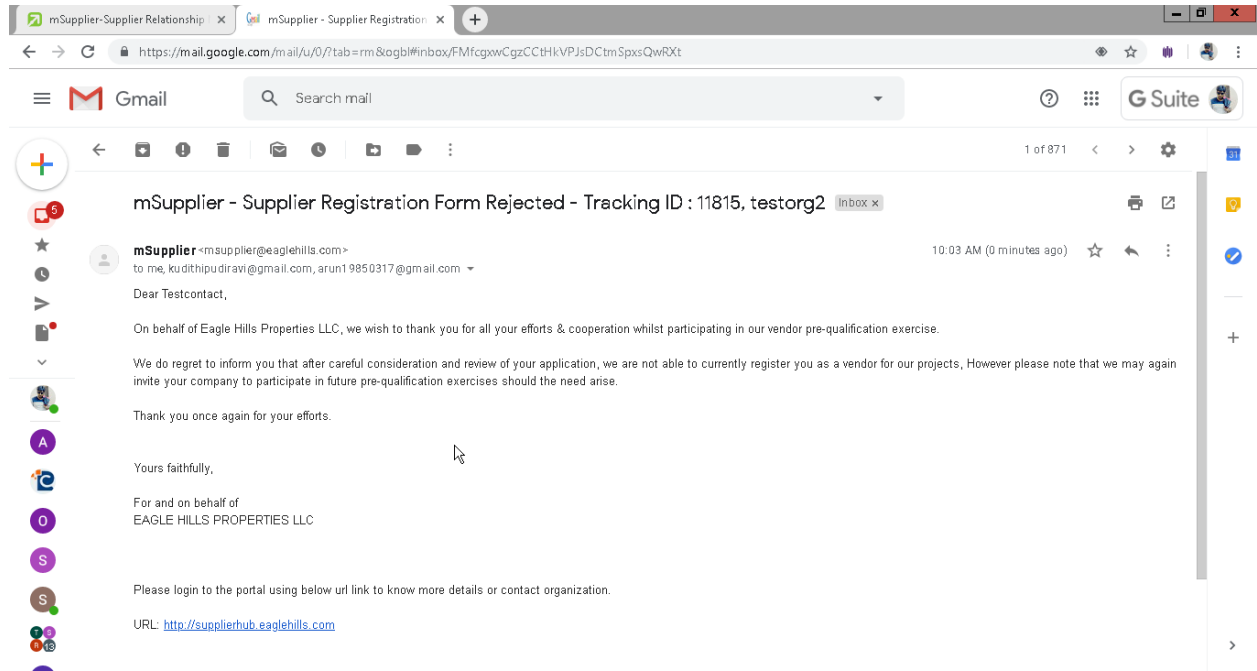 mSupplier-Supplier Relationship
mSupplier - Supplier Registration
https://mail.google.com/mail/u/0/?tab=rm&ogbl#inbox/FMfcgxwCgzCCtHkVPJsDCtmSpxsQwRXt
Gmail
Search mail
G Suite
1 of 871
31
5
mSupplier - Supplier Registration Form Rejected - Tracking ID : 11815, testorg2 Inbox x
mSupplier <msupplier@eaglehills.com>
10:03 AM (0 minutes ago)
to me, kudithipudiravi@gmail.com, arun19850317@gmail.com
Dear Testcontact,
On behalf of Eagle Hills Properties LLC, we wish to thank you for all your efforts & cooperation whilst participating in our vendor pre-qualification exercise.
We do regret to inform you that after careful consideration and review of your application, we are not able to currently register you as a vendor for our projects, However please note that we may again
invite your company to participate in future pre-qualification exercises should the need arise.
Thank you once again for your efforts.
Yours faithfully,
For and on behalf of
EAGLE HILLS PROPERTIES LLC
Please login to the portal using below url link to know more details or contact organization.
URL: http://supplierhub.eaglehills.com
A
O
S
S
T S
R 13